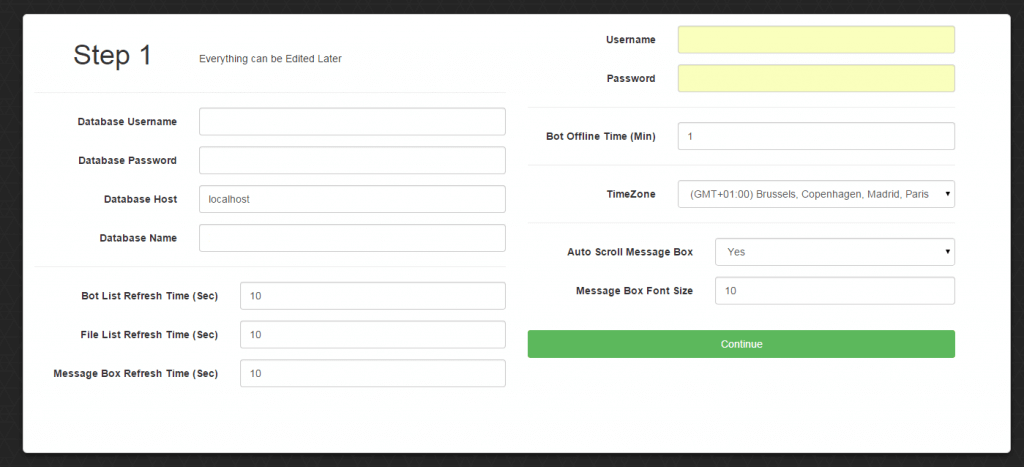 Step 1
Everything can be Edited Later
Database Username
Database Password
Database Host localhost
Database Name
Bot List Refresh Time (Sec) 10
File List Refresh Time (Sec) 10
Message Box Refresh Time (Sec) 10
Username
Password
Bot Offline Time (Min) 1
TimeZone (GMT+01:00) Brussels, Copenhagen, Madrid, Paris
Auto Scroll Message Box Yes
Message Box Font Size 10
Continue